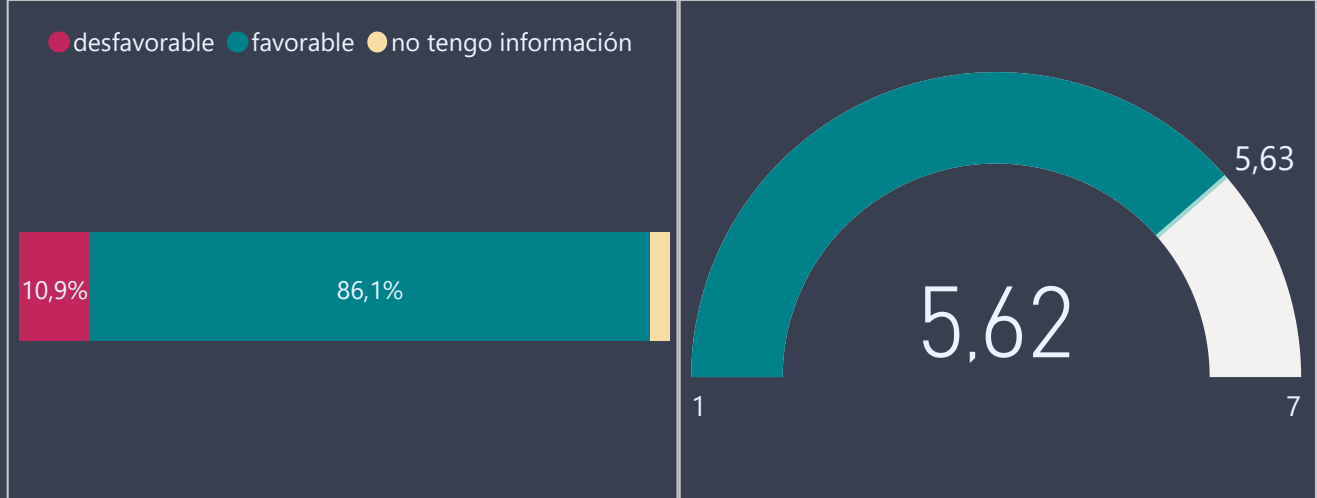 desfavorable favorable no tengo información
10,9% 86,1%
5,63
5,62
1 7